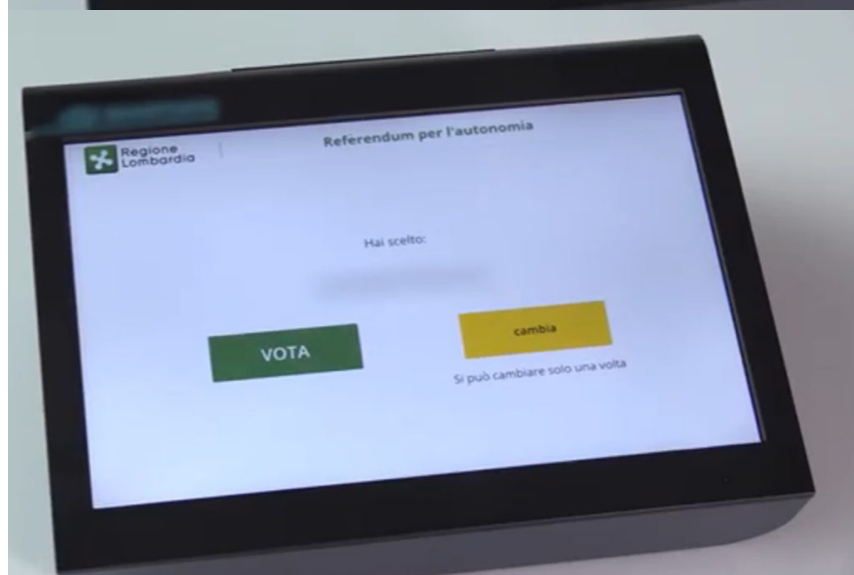 Regione
Lombardia
Referendum per l'autonomia
Hai scelto:
VOTA
cambia
Si può cambiare solo una volta